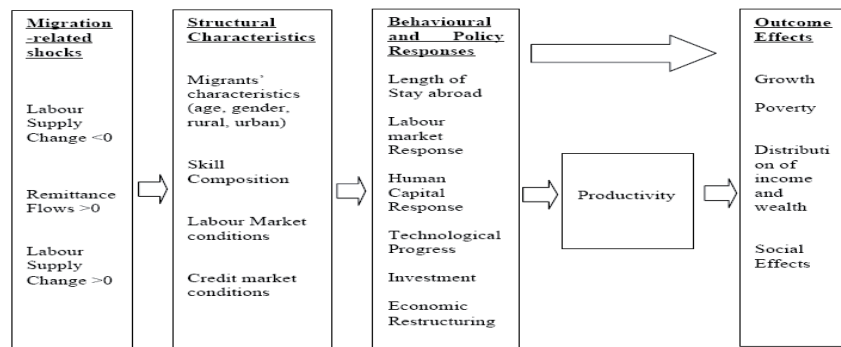 Migration
-related
shocks
Labour
Supply
Change <0
Remittance
Flows >0
Labour
Supply
Change >0
Structural
Characteristics
Migrants'
characteristics
(age, gender,
rural, urban)
Skill
Composition
Labour Market
conditions
Credit market
conditions
Behavioural
and Policy
Responses
Length of
Stay abroad
Labour
market
Response
Human
Capital
Response
Technological
Progress
Investment
Economic
Restructuring
Productivity
Outcome
Effects
Growth
Poverty
Distributi
on of
income
and
wealth
Social
Effects